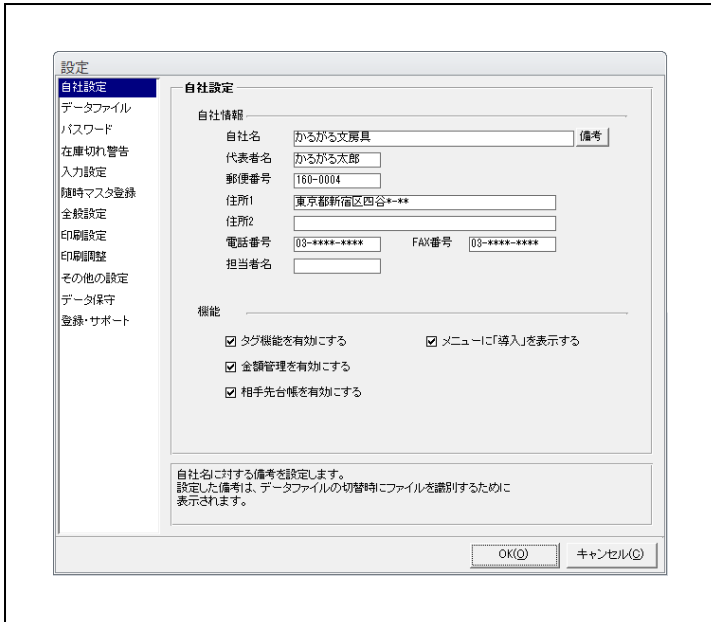 設定
自社設定
データファイル
パスワード
在庫切れ警告
入力設定
随時マスタ登録
全般設定
印刷設定
印刷調整
その他の設定
データ保守
登録・サポート
自社設定
自社情報
自社名 かるがる文房具 備考
代表者名 かるがる太郎
郵便番号 160-0004
住所1 東京都新宿区四谷*-**
住所2
電話番号 03-****-**** FAX番号 03-****-****
担当者名
機能
タグ機能を有効にする メニューに「導入」を表示する
金額管理を有効にする
相手先台帳を有効にする
自社名に対する備考を設定します。
設定した備考は、データファイルの切替時にファイルを識別するために
表示されます。
OK(O) キャンセル(C)